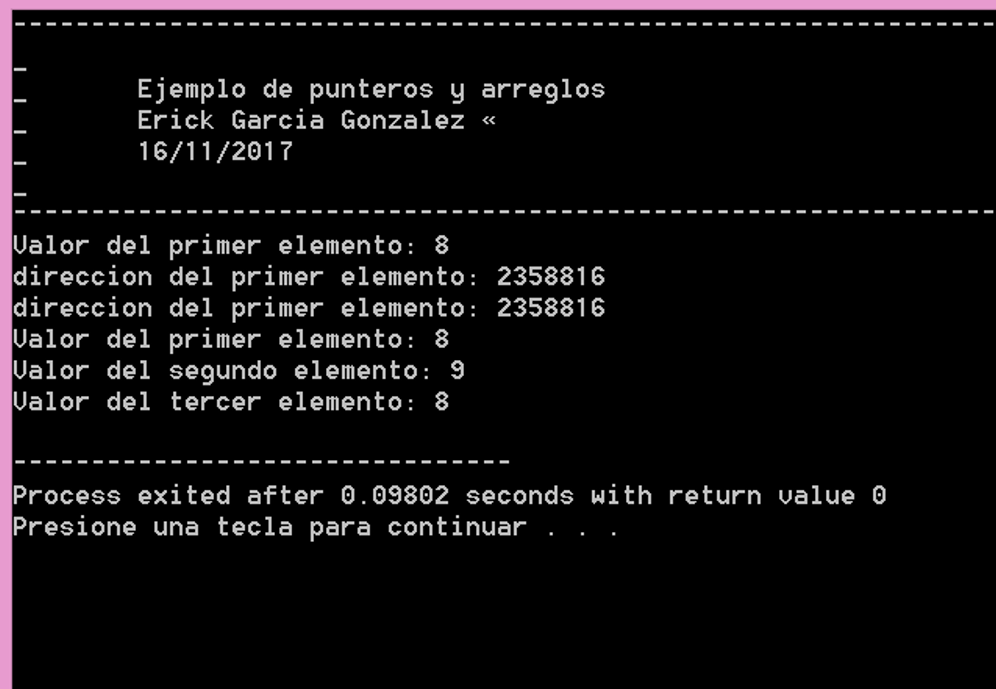 ---------------------------------------------------------------
-
Ejemplo de punteros y arreglos
-
Erick Garcia Gonzalez «
-
16/11/2017
-
-
---------------------------------------------------------------
Valor del primer elemento: 8
direccion del primer elemento: 2358816
direccion del primer elemento: 2358816
Valor del primer elemento: 8
Valor del segundo elemento: 9
Valor del tercer elemento: 8
--------------------------------
Process exited after 0.09802 seconds with return value 0
Presione una tecla para continuar . . .